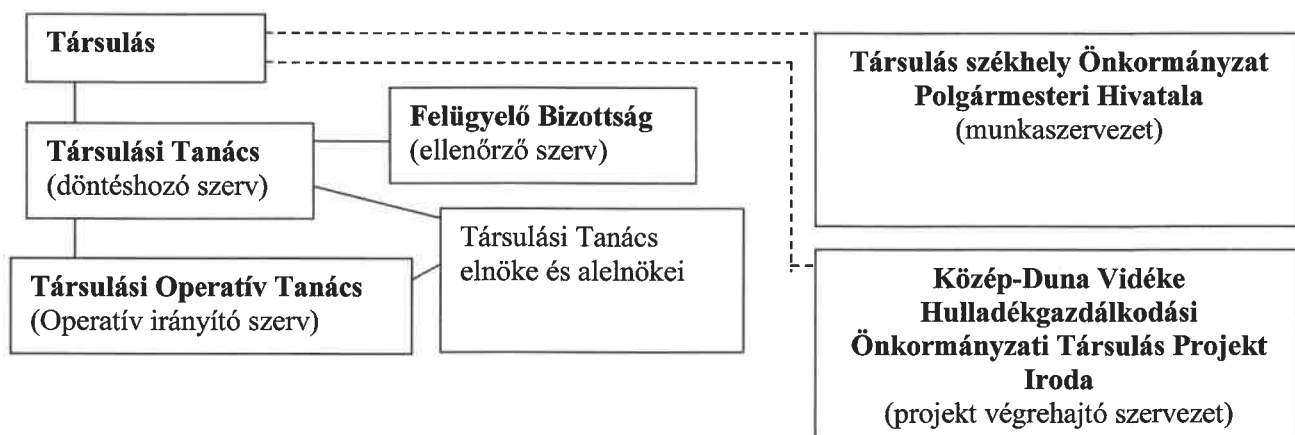 Társulás
Társulási Tanács
(döntéshozó szerv)
Felügyelő Bizottság
(ellenőrző szerv)
Társulási Tanács
elnöke és alelnökei
Társulási Operatív Tanács
(Operatív irányító szerv)
Társulás székhely Önkormányzat
Polgármesteri Hivatala
(munkaszervezet)
Közép-Duna Vidéke
Hulladékgazdálkodási
Önkormányzati Társulás Projekt
Iroda
(projekt végrehajtó szervezet)